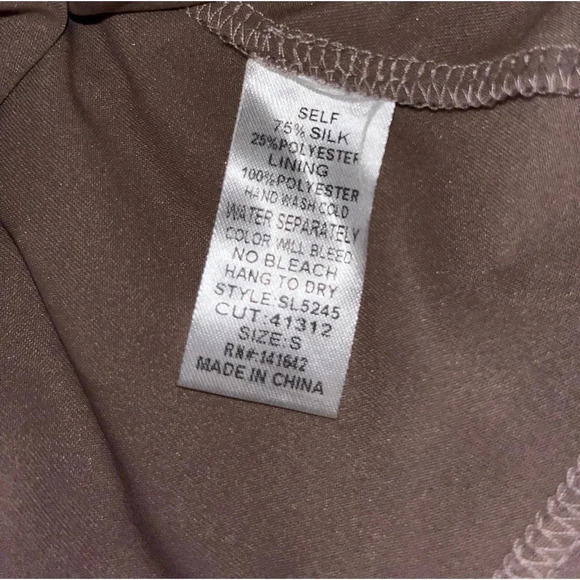 SELF
75% SILK
25%POLYESTER
LINING
100%POLYESTER
HAND WASH COLD
WATER SEPARATELY
COLOR WILL BLEED
NO BLEACH
HANG TO DRY
STYLE:SL5245
CUT:41312
SIZE:S
RN#:141642
MADE IN CHINA